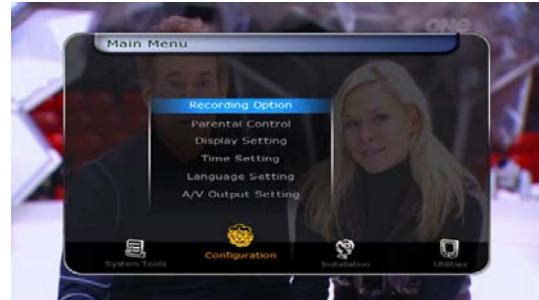 ONE
Main Menu
Recording Option
Parental Control
Display Setting
Time Setting
Language Setting
A/V Output Setting
System Tools
Configuration
Installation
Utilities